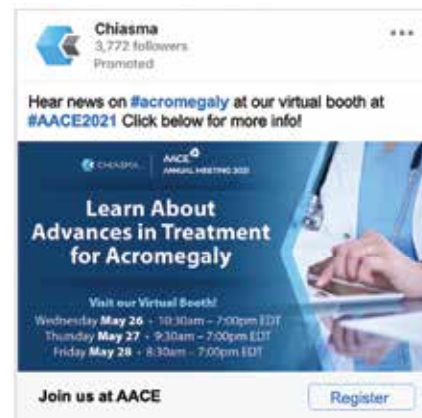 Chiasma
3,772 followers
Promoted
Hear news on #acromegaly at our virtual booth at
#AACE2021 Click below for more info!
CHIASMA
AACE
ANNUAL MEETING 2021
Learn About
Advances in Treatment
for Acromegaly
Visit our Virtual Booth!
Wednesday May 26 - 10:30am – 7:00pm EDT
Thursday May 27 - 9:30am – 7:00pm EDT
Friday May 28 - 8:30am – 7:00pm EDT
Join us at AACE
Register